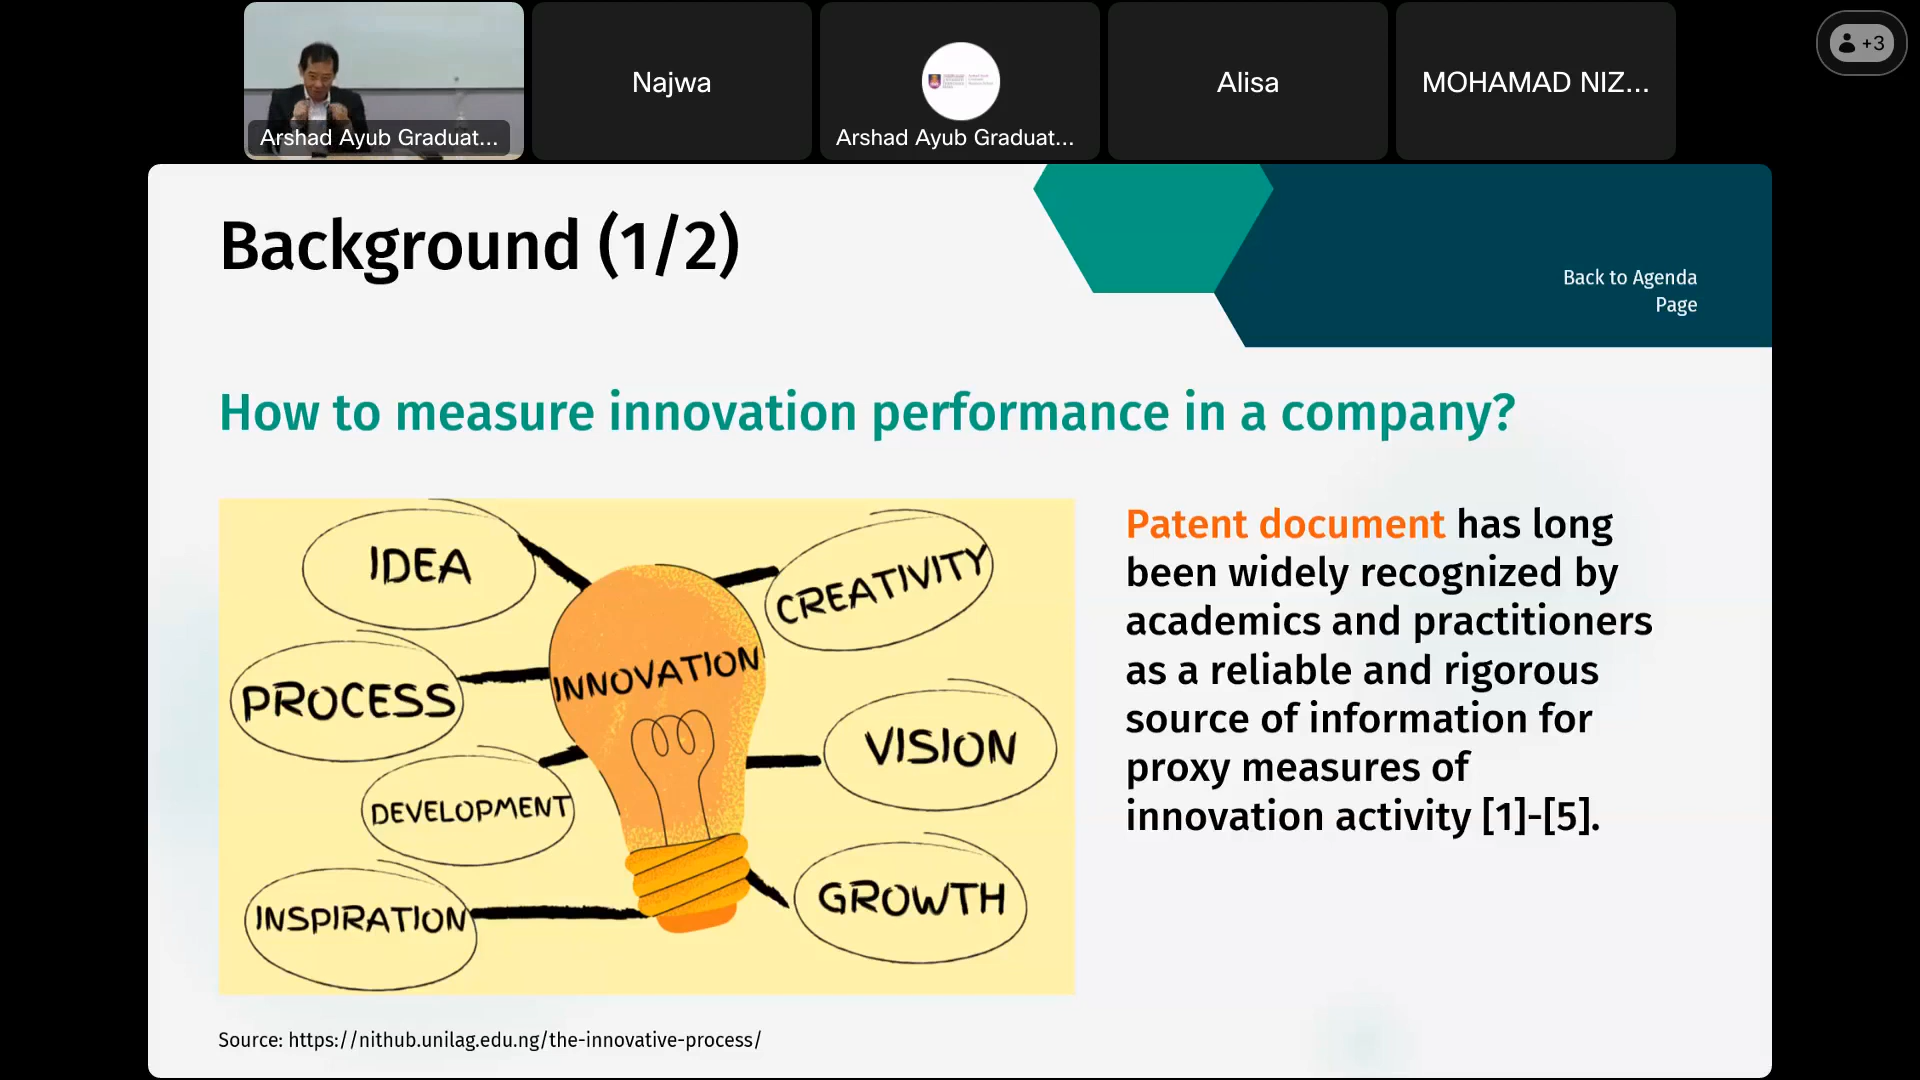 Najwa
Alisa
MOHAMAD NIZ...
+3
Arshad Ayub Graduat...
Arshad Ayub Graduat...
Background (1/2)
Back to Agenda
Page
How to measure innovation performance in a company?
IDEA
CREATIVITY
INNOVATION
PROCESS
VISION
DEVELOPMENT
GROWTH
INSPIRATION
Patent document has long
been widely recognized by
academics and practitioners
as a reliable and rigorous
source of information for
proxy measures of
innovation activity [1]-[5].
Source: https://nithub.unilag.edu.ng/the-innovative-process/